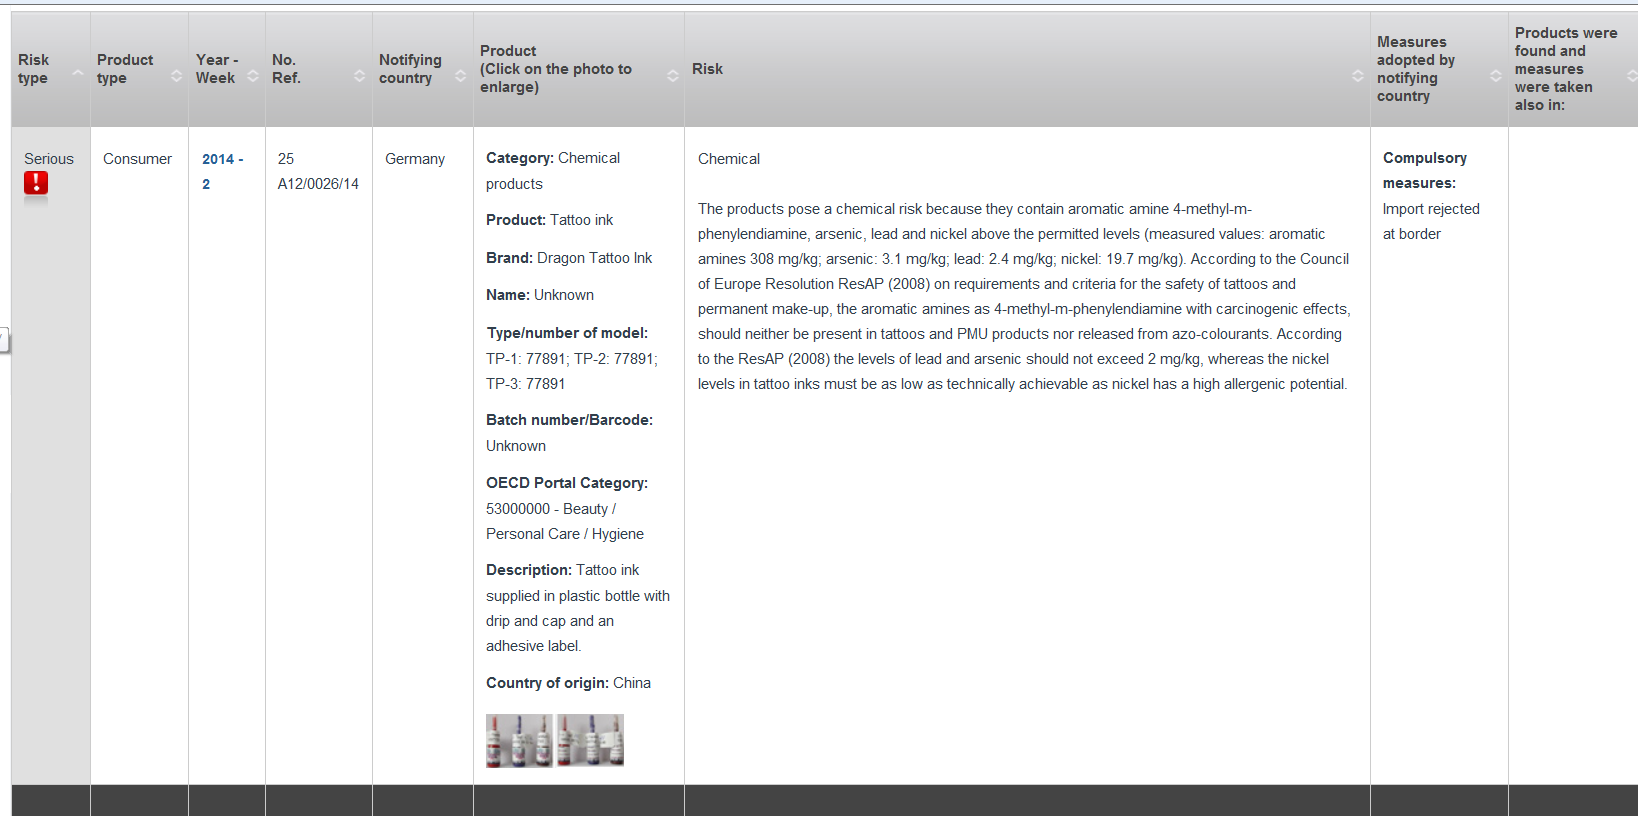 Risk
type
Product
type
Year -
Week
No.
Ref.
Notifying
country
Product
(Click on the photo to
enlarge)
Risk
Measures
adopted by
notifying
country
Products were
found and
measures
were taken
also in:
Serious
Consumer
2014 -
2
25
A12/0026/14
Germany
Category: Chemical
products
Product: Tattoo ink
Brand: Dragon Tattoo Ink
Name: Unknown
Type/number of model:
TP-1: 77891; TP-2: 77891;
TP-3: 77891
Batch number/Barcode:
Unknown
OECD Portal Category:
53000000 - Beauty /
Personal Care / Hygiene
Description: Tattoo ink
supplied in plastic bottle with
drip and cap and an
adhesive label.
Country of origin: China
Chemical
The products pose a chemical risk because they contain aromatic amine 4-methyl-m-
phenylendiamine, arsenic, lead and nickel above the permitted levels (measured values: aromatic
amines 308 mg/kg; arsenic: 3.1 mg/kg; lead: 2.4 mg/kg; nickel: 19.7 mg/kg). According to the Council
of Europe Resolution ResAP (2008) on requirements and criteria for the safety of tattoos and
permanent make-up, the aromatic amines as 4-methyl-m-phenylendiamine with carcinogenic effects,
should neither be present in tattoos and PMU products nor released from azo-colourants. According
to the ResAP (2008) the levels of lead and arsenic should not exceed 2 mg/kg, whereas the nickel
levels in tattoo inks must be as low as technically achievable as nickel has a high allergenic potential.
Compulsory
measures:
Import rejected
at border